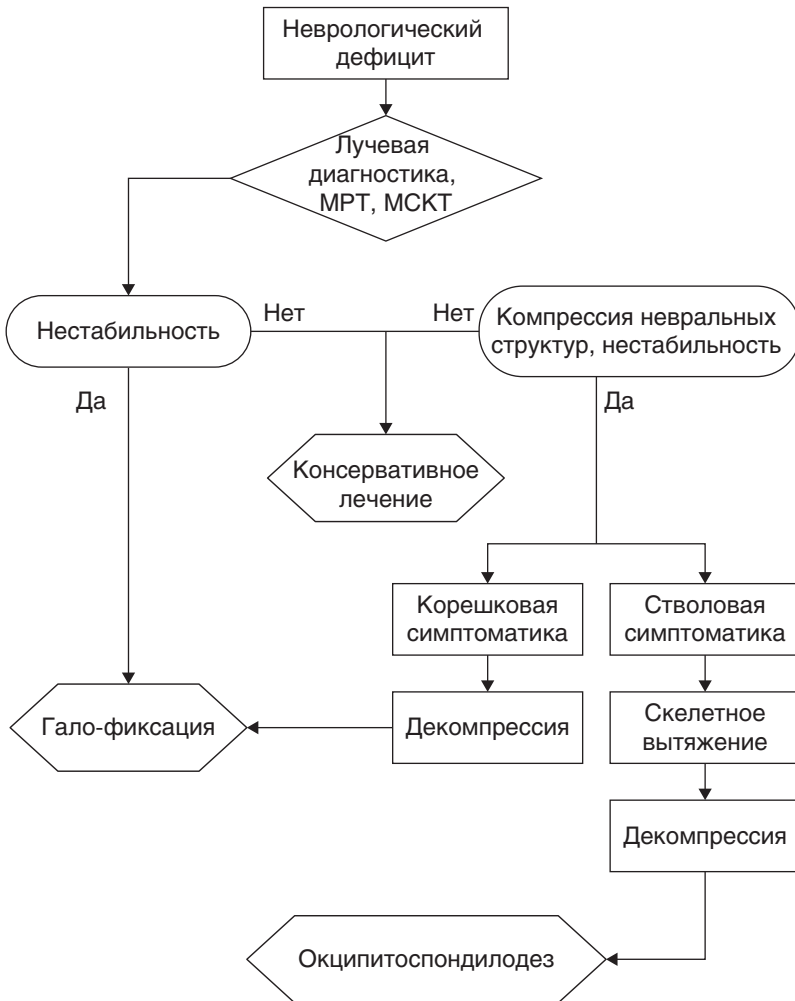 Неврологический
дефицит
Лучевая
диагностика,
МРТ, МСКТ
Нестабильность
Нет
Нет
Компрессия невральных
структур, нестабильность
Да
Да
Консервативное
лечение
Корешковая
симптоматика
Стволовая
симптоматика
Гало-фиксация
Декомпрессия
Скелетное
вытяжение
Декомпрессия
Окципитоспондилодез